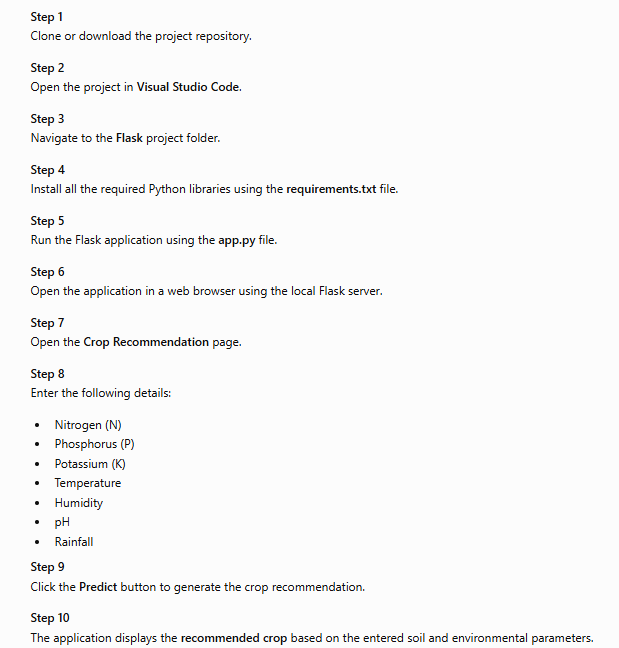 Step 1
Clone or download the project repository.
Step 2
Open the project in Visual Studio Code.
Step 3
Navigate to the Flask project folder.
Step 4
Install all the required Python libraries using the requirements.txt file.
Step 5
Run the Flask application using the app.py file.
Step 6
Open the application in a web browser using the local Flask server.
Step 7
Open the Crop Recommendation page.
Step 8
Enter the following details:
• Nitrogen (N)
• Phosphorus (P)
• Potassium (K)
• Temperature
• Humidity
• pH
• Rainfall
Step 9
Click the Predict button to generate the crop recommendation.
Step 10
The application displays the recommended crop based on the entered soil and environmental parameters.